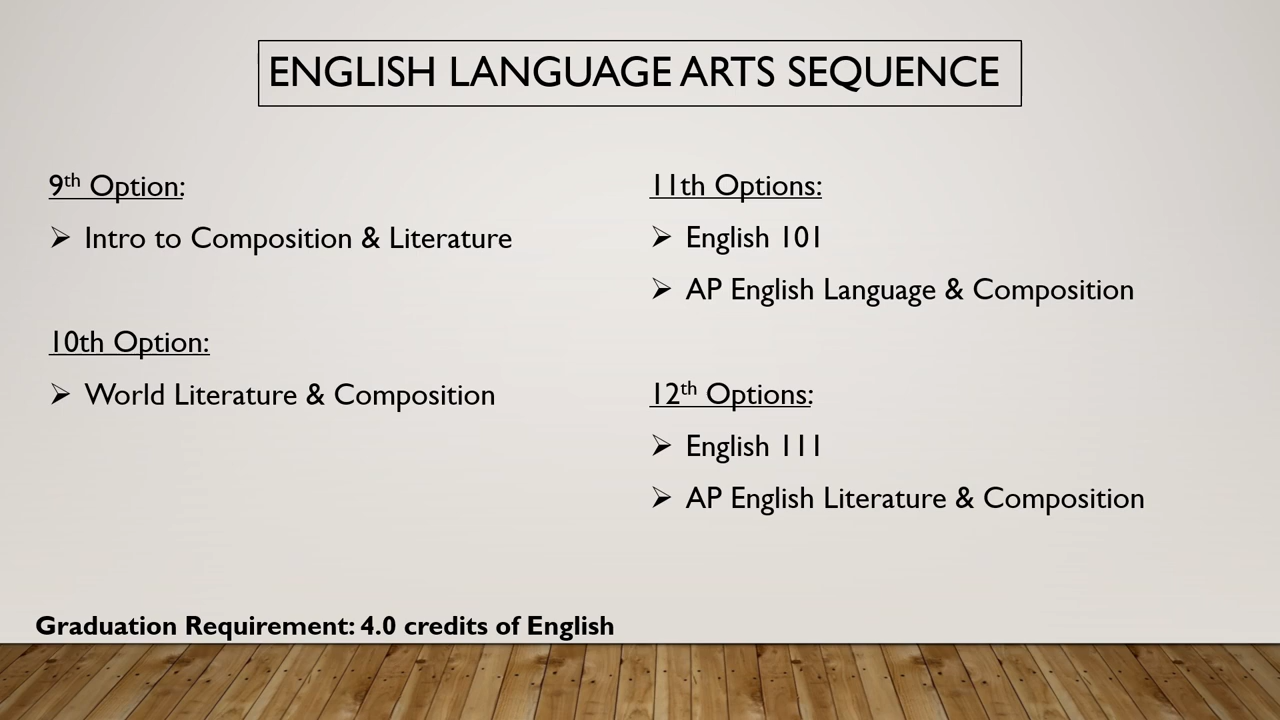 ENGLISH LANGUAGE ARTS SEQUENCE
9th Option:
➢ Intro to Composition & Literature
10th Option:
➢ World Literature & Composition
11th Options:
➢ English 101
➢ AP English Language & Composition
12th Options:
➢ English 111
➢ AP English Literature & Composition
Graduation Requirement: 4.0 credits of English